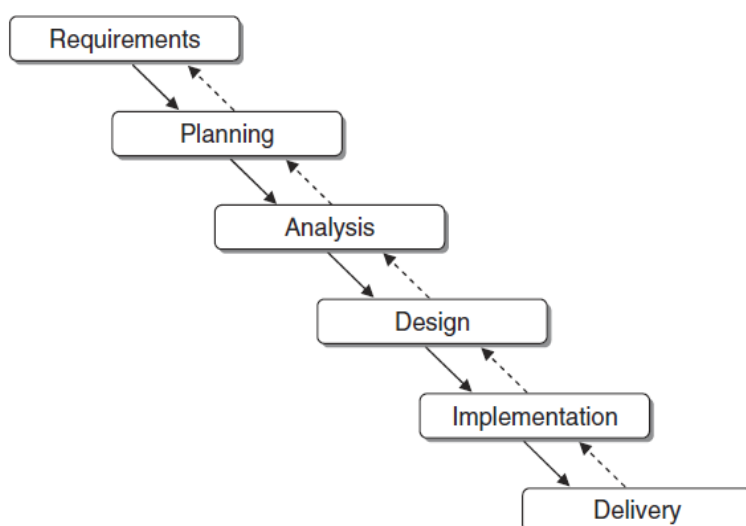 Requirements
Planning
Analysis
Design
Implementation
Delivery